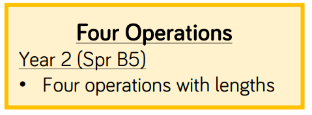 Four Operations
Year 2 (Spr B5)
• Four operations with lengths